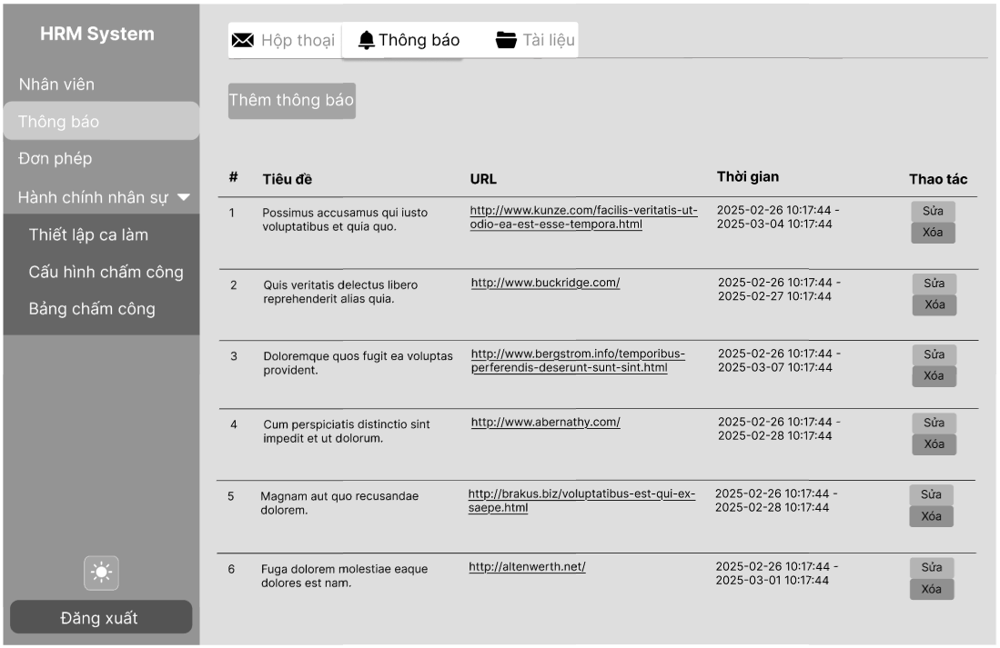 HRM System
Nhân viên
Thông báo
Đơn phép
Hành chính nhân sự
Thiết lập ca làm
Cấu hình chấm công
Bảng chấm công
Đăng xuất
Hộp thoại
Thông báo
Tài liệu
Thêm thông báo
# Tiêu đề URL Thời gian Thao tác
1 Possimus accusamus qui iusto http://www.kunze.com/facilis-veritatis-ut- 2025-02-26 10:17:44 - Sửa
voluptatibus et quia quo. odio-ea-est-esse-tempora.html 2025-03-04 10:17:44 Xóa
2 Quis veritatis delectus libero http://www.buckridge.com/ 2025-02-26 10:17:44 - Sửa
reprehenderit alias quia. 2025-02-27 10:17:44 Xóa
3 Doloremque quos fugit ea voluptas http://www.bergstrom.info/temporibus- 2025-02-26 10:17:44 - Sửa
provident. perferendis-deserunt-sunt-sint.html 2025-03-07 10:17:44 Xóa
4 Cum perspiciatis distinctio sint http://www.abernathy.com/ 2025-02-26 10:17:44 - Sửa
impedit et ut dolorum. 2025-02-28 10:17:44 Xóa
5 Magnam aut quo recusandae http://brakus.biz/voluptatibus-est-qui-ex- 2025-02-26 10:17:44 - Sửa
dolorem. saepe.html 2025-02-28 10:17:44 Xóa
6 Fuga dolorem molestiae eaque http://altenwerth.net/ 2025-02-26 10:17:44 - Sửa
dolores est nam. 2025-03-01 10:17:44 Xóa